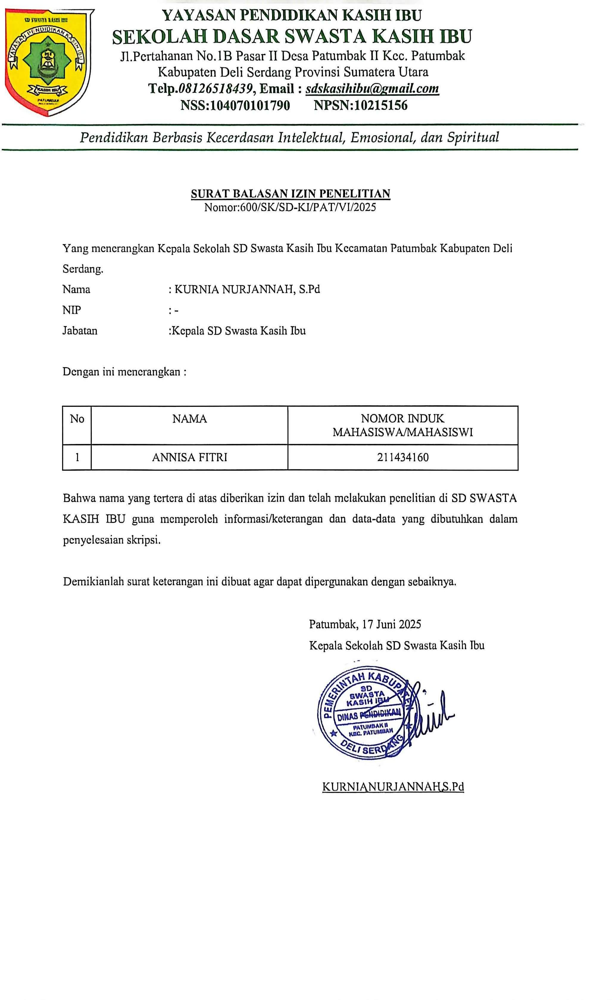 SD SWASTA KASIH IBU
YAYASAN PENDIDIKAN KASIH IBU
KASIH IBU
PATUMBAK
YAYASAN PENDIDIKAN KASIH IBU
SEKOLAH DASAR SWASTA KASIH IBU
Jl.Pertahanan No.1B Pasar II Desa Patumbak II Kec. Patumbak
Kabupaten Deli Serdang Provinsi Sumatera Utara
Telp.08126518439, Email : sdskasihibu@gmail.com
NSS:104070101790 NPSN:10215156
Pendidikan Berbasis Kecerdasan Intelektual, Emosional, dan Spiritual
SURAT BALASAN IZIN PENELITIAN
Nomor:600/SK/SD-KI/PAT/VI/2025
Yang menerangkan Kepala Sekolah SD Swasta Kasih Ibu Kecamatan Patumbak Kabupaten Deli
Serdang.
Nama : KURNIA NURJANNAH, S.Pd
NIP : -
Jabatan :Kepala SD Swasta Kasih Ibu
Dengan ini menerangkan :
No NAMA NOMOR INDUK
MAHASISWA/MAHASISWI
1 ANNISA FITRI 211434160
Bahwa nama yang tertera di atas diberikan izin dan telah melakukan penelitian di SD SWASTA
KASIH IBU guna memperoleh informasi/keterangan dan data-data yang dibutuhkan dalam
penyelesaian skripsi.
Demikianlah surat keterangan ini dibuat agar dapat dipergunakan dengan sebaiknya.
Patumbak, 17 Juni 2025
Kepala Sekolah SD Swasta Kasih Ibu
PEMERINTAH KABUPATEN
SD
SWASTA
KASIH IBU
DINAS PENDIDIKAN
PATUMBAK II
KEC. PATUMBAK
DELI SERDANG
KURNIANURJANNAH,S.Pd